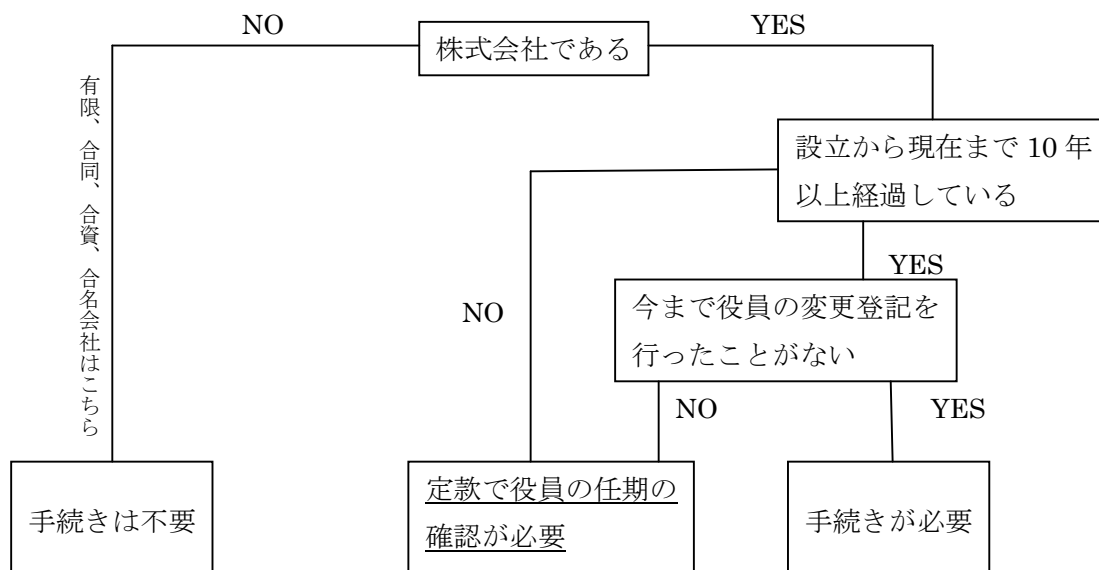 NO
株式会社である
YES
有限、合同、合資、合名会社はこちら
設立から現在まで 10 年
以上経過している
YES
NO
今まで役員の変更登記を
行ったことがない
NO
YES
手続きは不要
定款で役員の任期の
確認が必要
手続きが必要